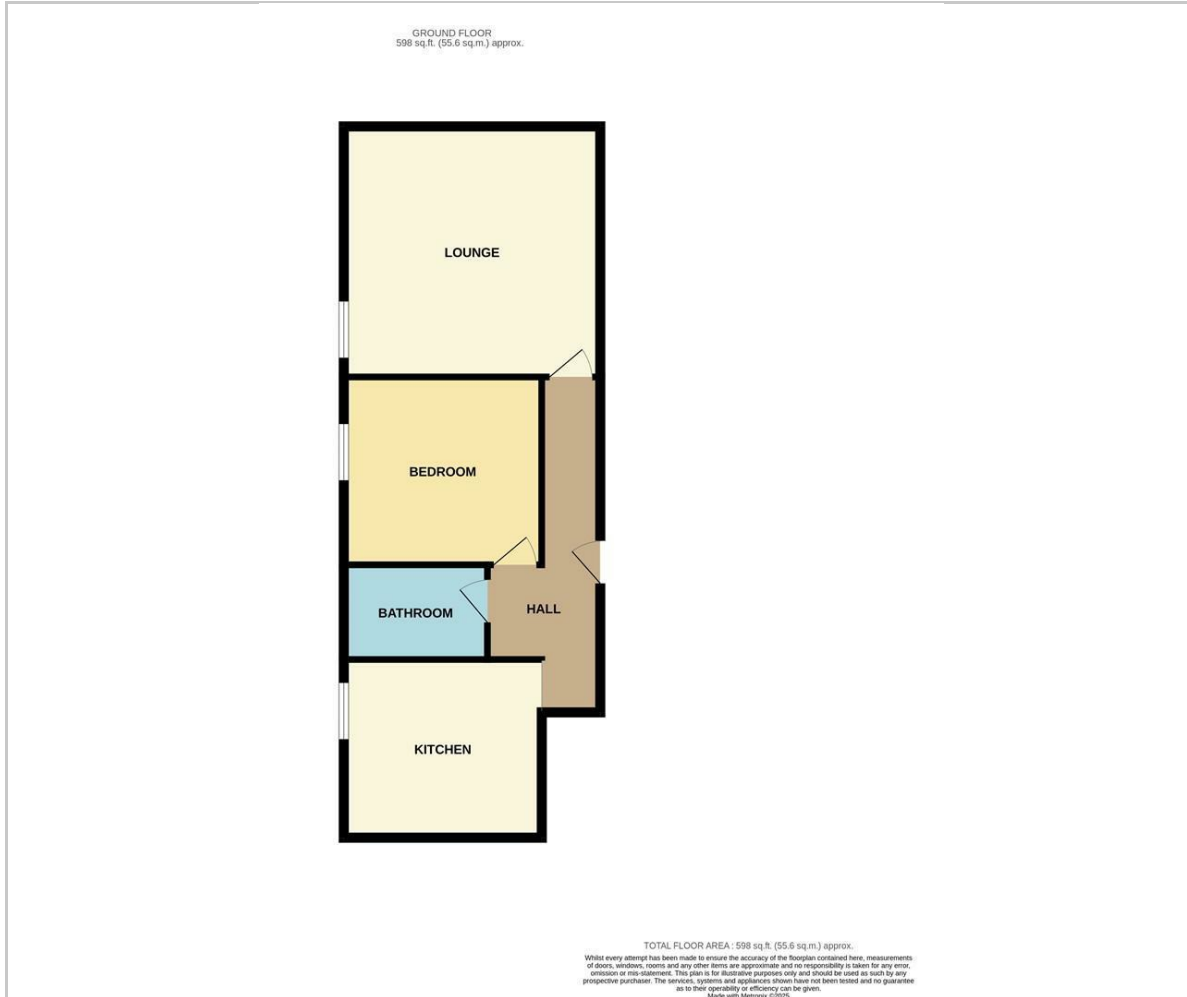 GROUND FLOOR
598 sq.ft. (55.6 sq.m.) approx.
LOUNGE
BEDROOM
BATHROOM
HALL
KITCHEN
TOTAL FLOOR AREA : 598 sq.ft. (55.6 sq.m.) approx.
Whilst every attempt has been made to ensure the accuracy of the floorplan contained here, measurements
of doors, windows, rooms and any other items are approximate and no responsibility is taken for any error,
omission or mis-statement. This plan is for illustrative purposes only and should be used as such by any
prospective purchaser. The services, systems and appliances shown have not been tested and no guarantee
as to their operability or efficiency can be given.
Made with Metropix ©2025